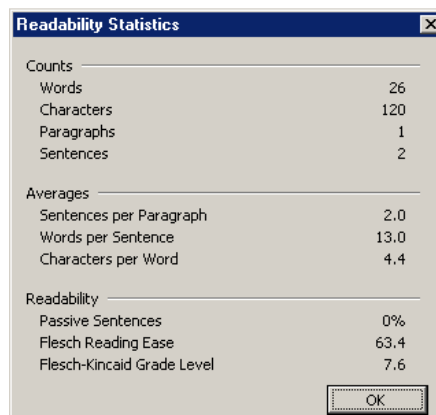 Readability Statistics
Counts
Words 26
Characters 120
Paragraphs 1
Sentences 2
Averages
Sentences per Paragraph 2.0
Words per Sentence 13.0
Characters per Word 4.4
Readability
Passive Sentences 0%
Flesch Reading Ease 63.4
Flesch-Kincaid Grade Level 7.6
OK